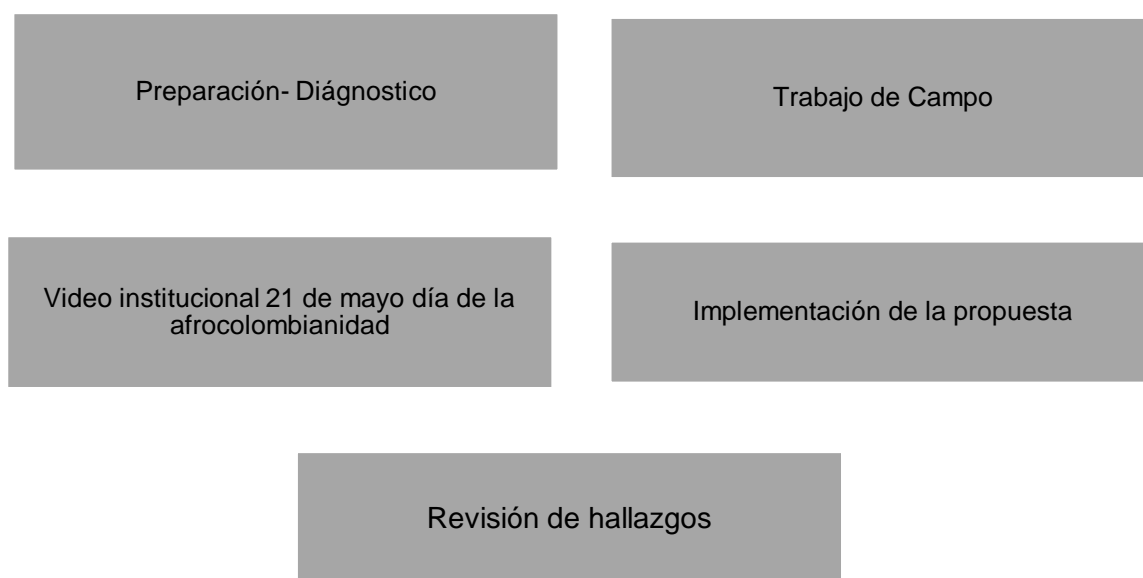 Preparación- Diágnostico
Trabajo de Campo
Video institucional 21 de mayo día de la
afrocolombianidad
Implementación de la propuesta
Revisión de hallazgos